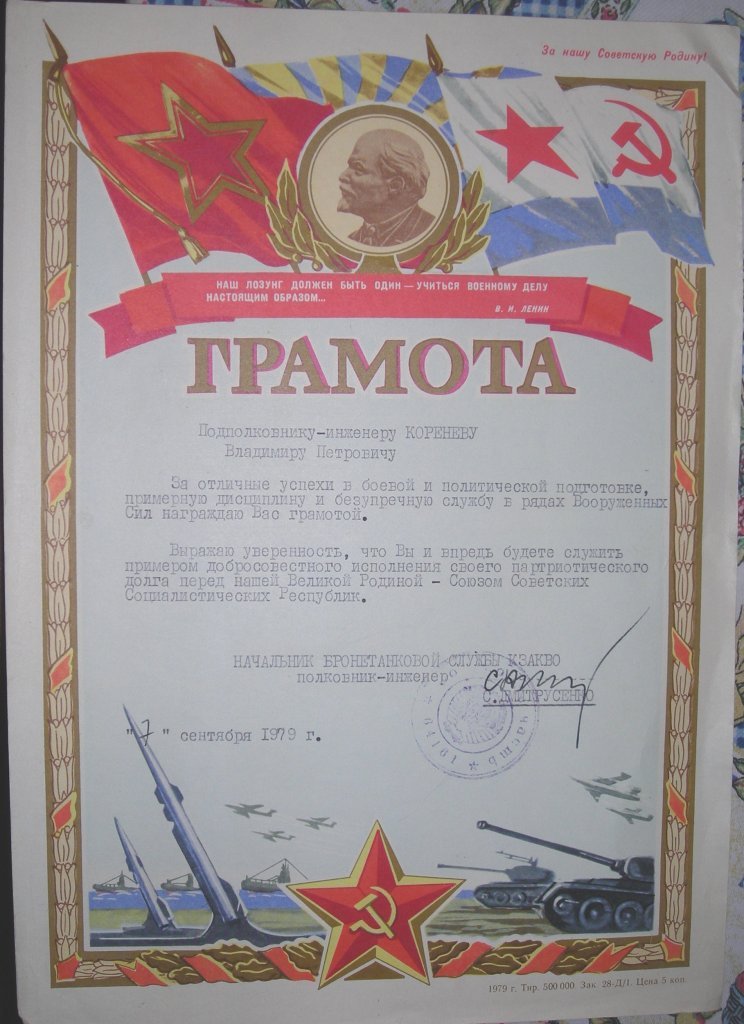 За нашу Советскую Родину!
НАШ ЛОЗУНГ ДОЛЖЕН БЫТЬ ОДИН — УЧИТЬСЯ ВОЕННОМУ ДЕЛУ
НАСТОЯЩИМ ОБРАЗОМ...
В. И. ЛЕНИН
ГРАМОТА
Подполковнику-инженеру КОРЕНЕВУ
Владимиру Петровичу
За отличные успехи в боевой и политической подготовке,
примерную дисциплину и безупречную службу в рядах Вооруженных
Сил награждаю Вас грамотой.
Выражаю уверенность, что Вы и впредь будете служить
примером добросовестного исполнения своего партриотического
долга перед нашей Великой Родиной - Союзом Советских
Социалистических Республик.
НАЧАЛЬНИК БРОНЕТАНКОВОЙ СЛУЖБЫ КЗАКВО
полковник-инженер
С. ДМИТРУСЕНКО
часть * 19149 *
"7" сентября 1979 г.
1979 г. Тир. 500 000 Зак. 28-Д/1. Цена 5 коп.